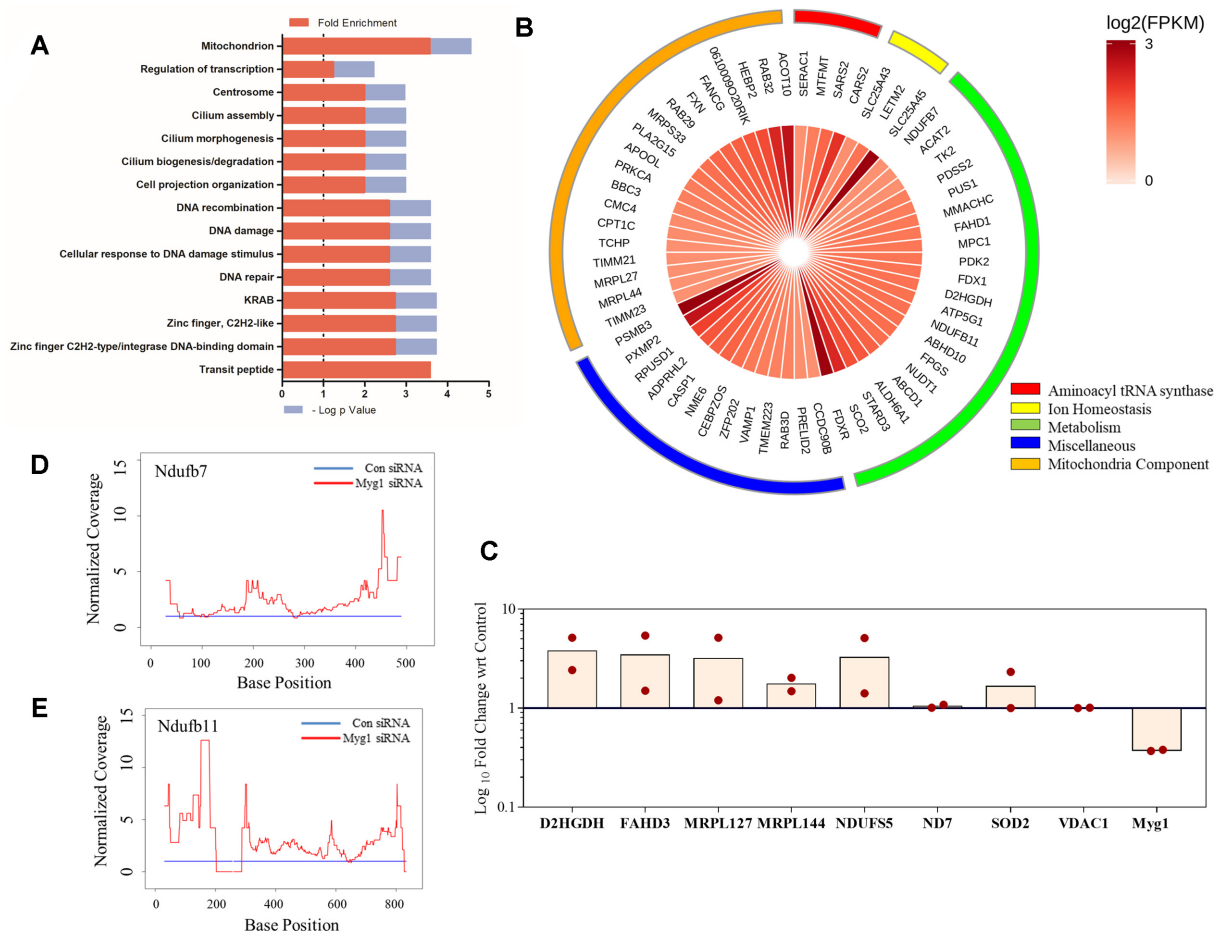 A
Fold Enrichment
Mitochondrion
Regulation of transcription
Centrosome
Cilium assembly
Cilium morphogenesis
Cilium biogenesis/degradation
Cell projection organization
DNA recombination
DNA damage
Cellular response to DNA damage stimulus
DNA repair
KRAB
Zinc finger, C2H2-like
Zinc finger C2H2-type/integrase DNA-binding domain
Transit peptide
0 1 2 3 4 5
- Log p Value
B
SERAC1
MTFMT
SARS2
CARS2
SLC25A43
LETM2
SLC25A45
NDUFB7
ACAT2
TK2
PDSS2
PUS1
MMACHC
FAHD1
MPC1
PDK2
FDX1
D2HGDH
ATP5G1
NDUFB11
ABHD10
FPGS
NUDT1
ABCD1
ALDH6A1
STARD3
SCO2
FDXR
CCDC90B
PRELID2
RAB3D
TMEM223
VAMP1
ZFP202
CEBPZOS
NME6
CASP1
ADPRHL2
RPUSD1
PXMP2
PSMB3
TIMM23
MRPL44
MRPL27
TIMM21
TCHP
CPT1C
CMC4
BBC3
PRKCA
APOOL
PLA2G15
MRPS33
RAB29
FXN
FANCG
0610009O20RIK
HEBP2
RAB32
ACOT10
log2(FPKM)
3
0
Aminoacyl tRNA synthase
Ion Homeostasis
Metabolism
Miscellaneous
Mitochondria Component
D
Ndufb7
Con siRNA
Myg1 siRNA
Normalized Coverage
15
10
5
0
0 100 200 300 400 500
Base Position
E
Ndufb11
Con siRNA
Myg1 siRNA
Normalized Coverage
15
10
5
0
0 200 400 600 800
Base Position
C
Log 10 Fold Change wrt Control
10
1
0.1
D2HGDH FAHD3 MRPL127 MRPL144 NDUFS5 ND7 SOD2 VDAC1 Myg1